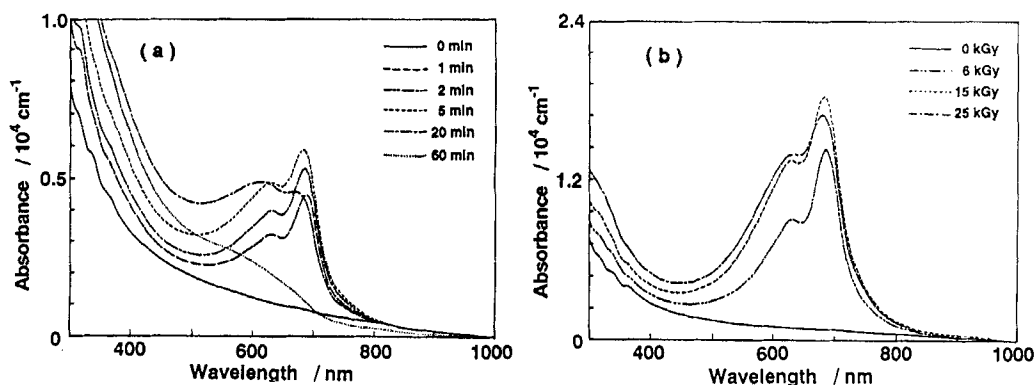 1.0
0.5
0
Absorbance / 10⁴ cm⁻¹
( a )
0 min
1 min
2 min
5 min
20 min
60 min
400 600 800 1000
Wavelength / nm
2.4
1.2
0
Absorbance / 10⁴ cm⁻¹
( b )
0 kGy
6 kGy
15 kGy
25 kGy
400 600 800 1000
Wavelength / nm